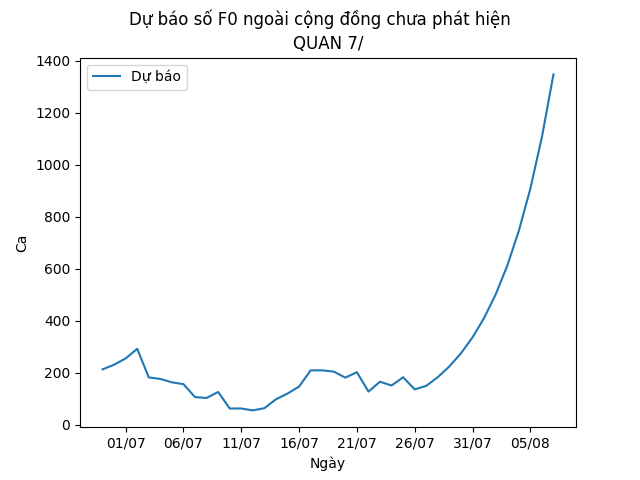 Dự báo số F0 ngoài cộng đồng chưa phát hiện
QUAN 7/
1400
1200
1000
800
600
400
200
0
Ca
Dự báo
01/07 06/07 11/07 16/07 21/07 26/07 31/07 05/08
Ngày